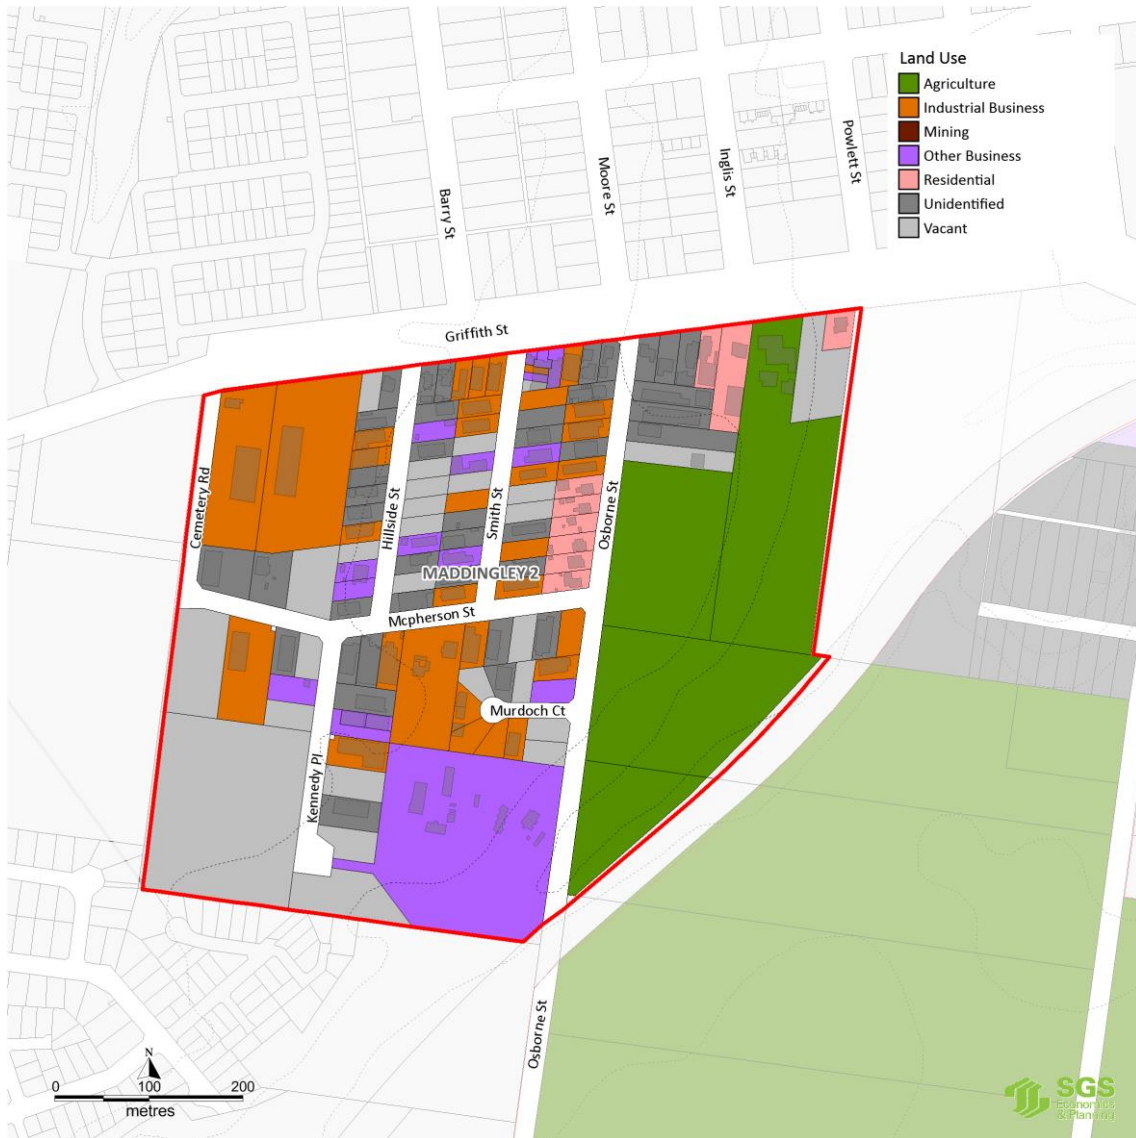 Land Use
Agriculture
Industrial Business
Mining
Other Business
Residential
Unidentified
Vacant
Barry St
Moore St
Inglis St
Powlett St
Griffith St
Cemetery Rd
Hillside St
Smith St
Osborne St
MADDINGLEY 2
Mcpherson St
Murdoch Ct
Kennedy Pl
Osborne St
N
0 100 200
metres
SGS
Economics
& Planning